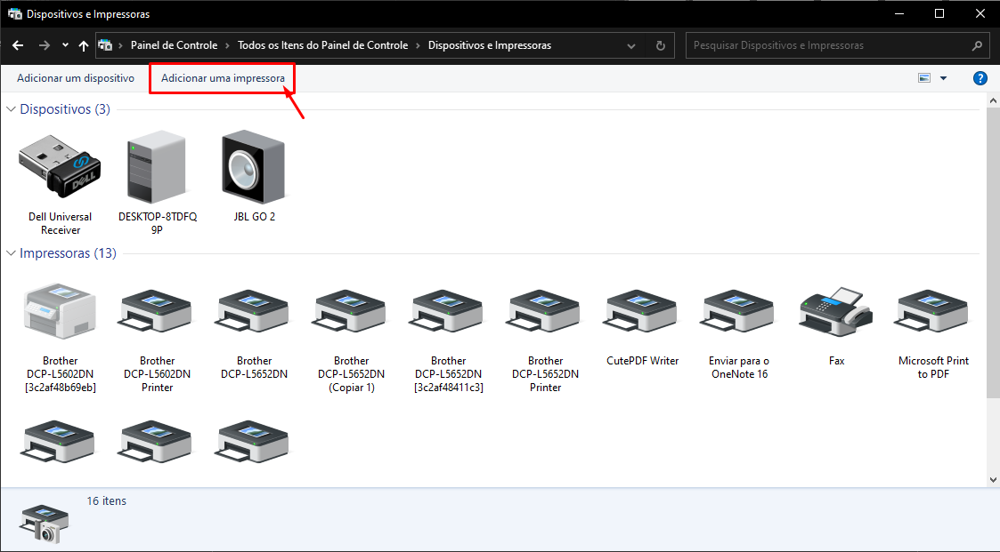 Dispositivos e Impressoras
Painel de Controle > Todos os Itens do Painel de Controle > Dispositivos e Impressoras
Pesquisar Dispositivos e Impressoras
Adicionar um dispositivo
Adicionar uma impressora
?
Dispositivos (3)
DELL
Dell Universal
Receiver
DESKTOP-8TDFQ
9P
JBL GO 2
Impressoras (13)
Brother
DCP-L5602DN
[3c2af48b69eb]
Brother
DCP-L5602DN
Printer
Brother
DCP-L5652DN
Brother
DCP-L5652DN
(Copiar 1)
Brother
DCP-L5652DN
[3c2af48411c3]
Brother
DCP-L5652DN
Printer
CutePDF Writer
Enviar para o
OneNote 16
Fax
Microsoft Print
to PDF
16 itens